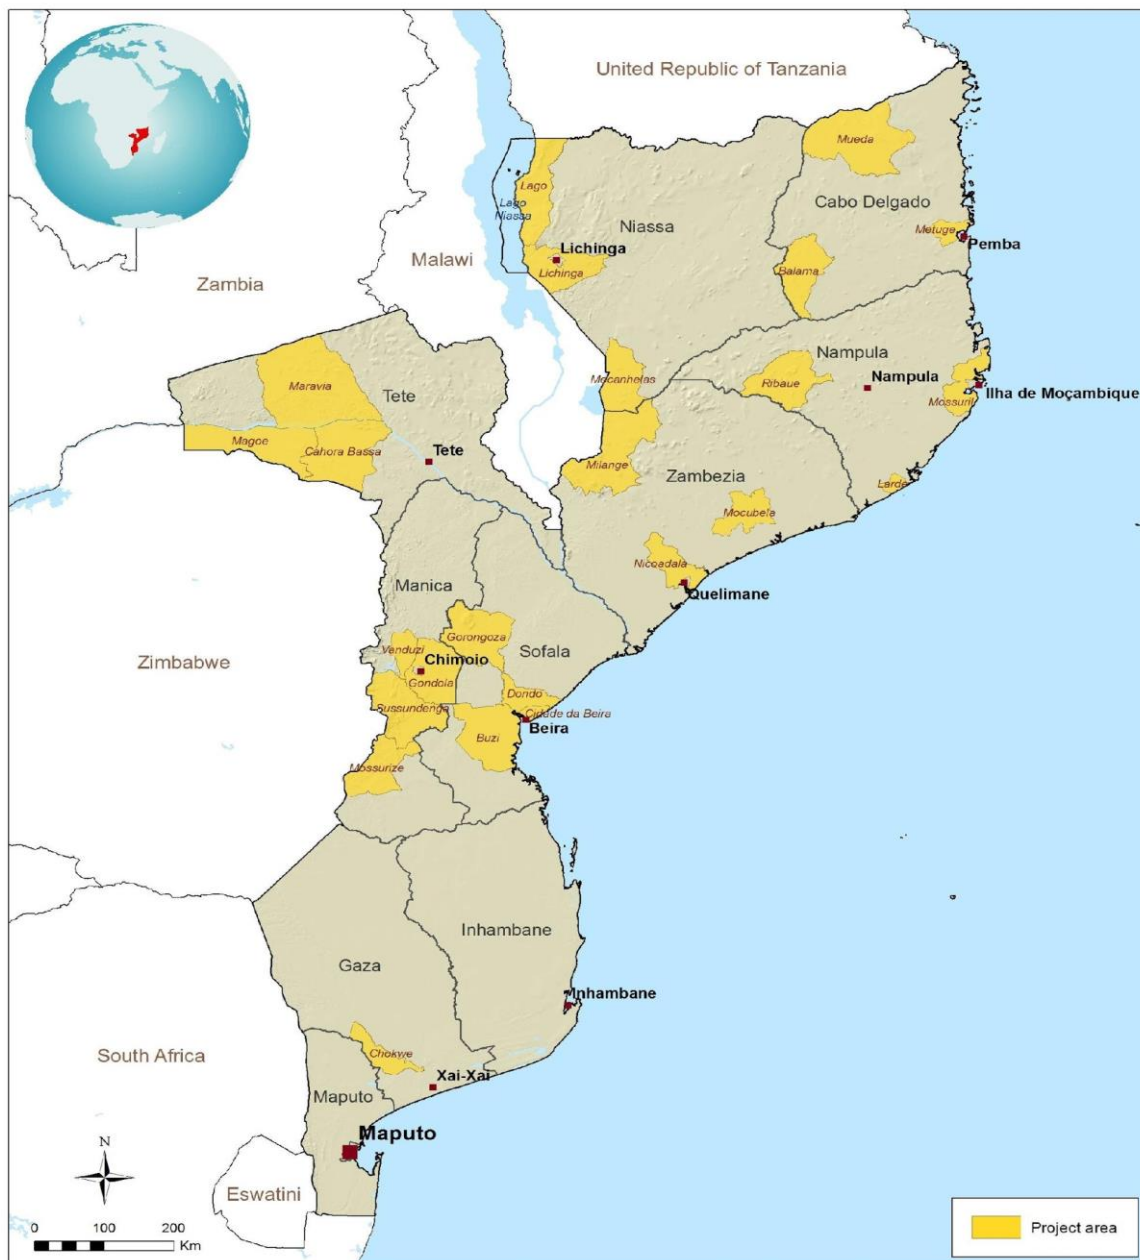 United Republic of Tanzania
Mueda
Lago
Cabo Delgado
Lago
Niassa
Niassa
Metuge
Pemba
Lichinga
Malawi
Lichinga
Balama
Zambia
Nampula
Maravia
Mecanhelas
Ribaue
Nampula
Ilha de Moçambique
Tete
Mossuril
Magoe
Cahora Bassa
Tete
Milange
Zambezia
Larde
Mocubela
Nicoadala
Manica
Quelimane
Gorongoza
Vanduzi
Sofala
Zimbabwe
Chimoio
Gondola
Dondo
Sussundenga
Cidade da Beira
Beira
Buzi
Mossurize
Inhambane
Gaza
Inhambane
South Africa
Chokwe
Xai-Xai
Maputo
Maputo
N
Eswatini
0 100 200
Km
Project area